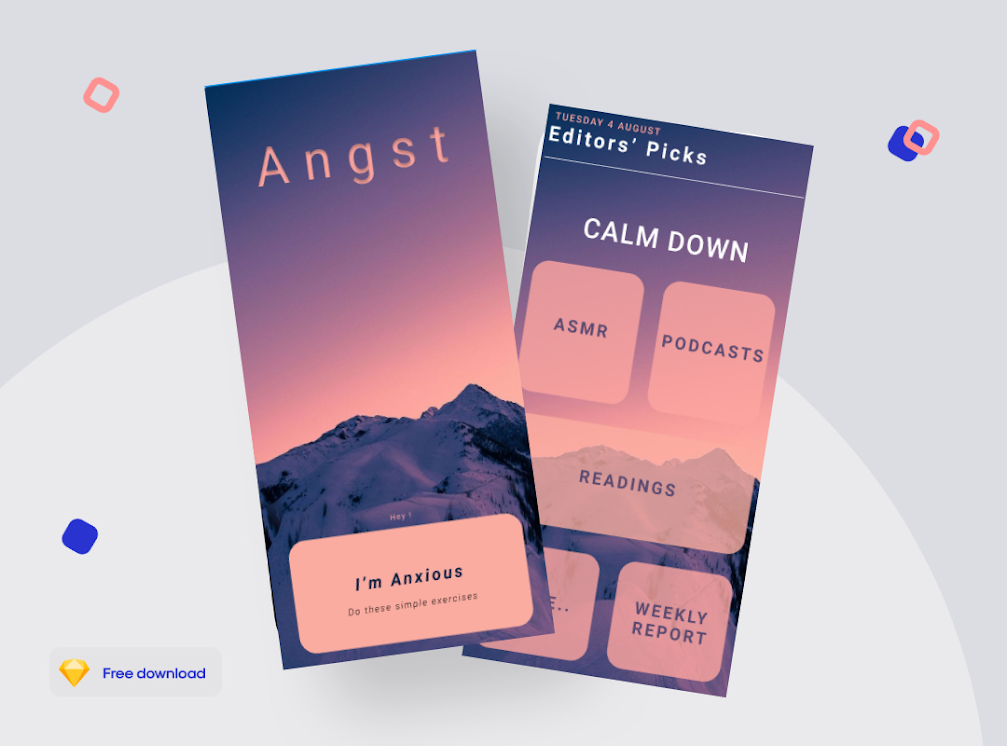 Angst
Hey !
I'm Anxious
Do these simple exercises
TUESDAY 4 AUGUST
Editors’ Picks
CALM DOWN
ASMR
PODCASTS
READINGS
E..
WEEKLY
REPORT
Free download